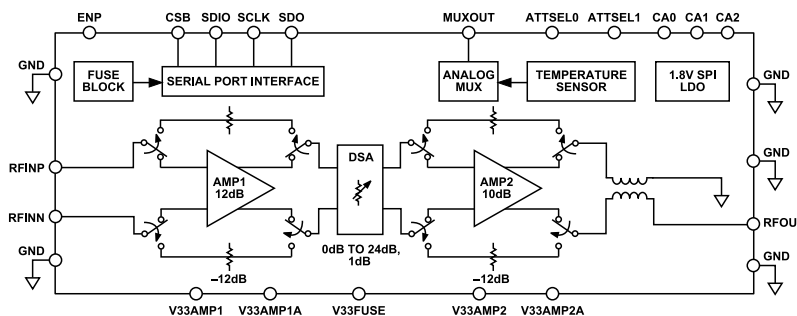 ENP
CSB SDIO SCLK SDO
MUXOUT
ATTSEL0 ATTSEL1 CA0 CA1 CA2
GND
GND
FUSE
BLOCK
SERIAL PORT INTERFACE
ANALOG
MUX
TEMPERATURE
SENSOR
1.8V SPI
LDO
RFINP
RFINN
GND
AMP1
12dB
–12dB
DSA
0dB TO 24dB,
1dB
AMP2
10dB
–12dB
GND
RFOU
GND
V33AMP1 V33AMP1A V33FUSE V33AMP2 V33AMP2A